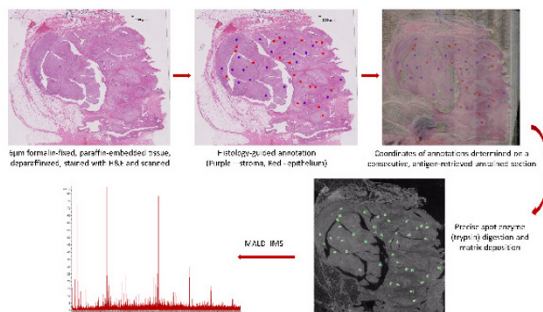 6µm formalin-fixed, paraffin-embedded tissue,
deparaffinized, stained with H&E and scanned
Histology-guided annotation
(Purple – stroma, Red - epithelium)
Coordinates of annotations determined on a
consecutive, antigen-retrieved unstained section
Precise spot enzyme
(trypsin) digestion and
matrix deposition
MALDI IMS